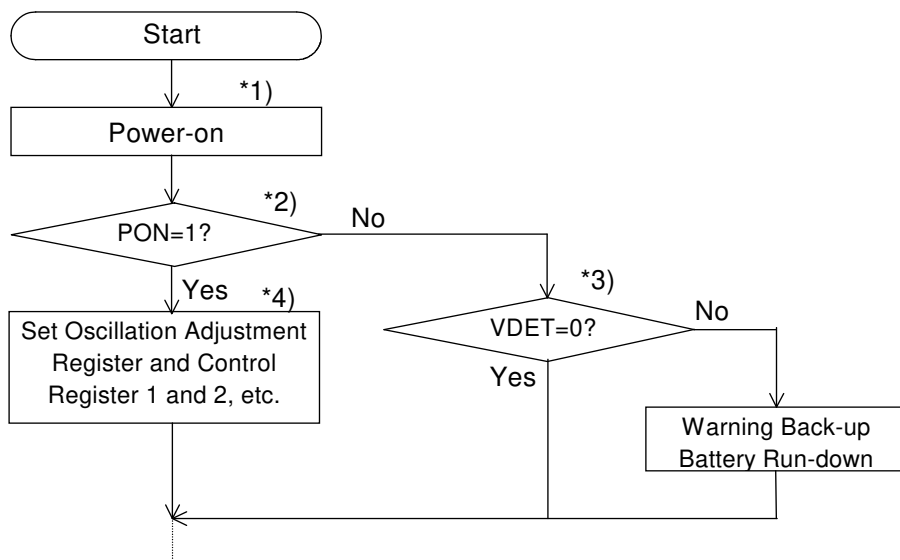 Start
*1)
Power-on
*2)
PON=1?
No
Yes
*3)
*4)
VDET=0?
No
Set Oscillation Adjustment
Register and Control
Register 1 and 2, etc.
Yes
Warning Back-up
Battery Run-down